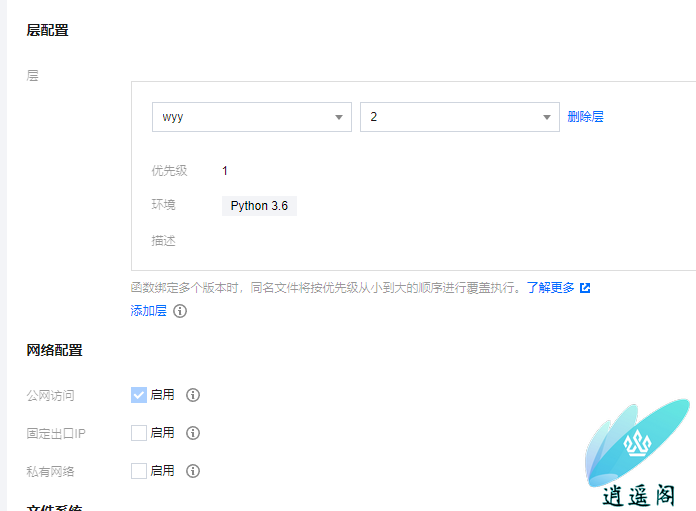 层配置
层
wyy 2 删除层
优先级 1
环境 Python 3.6
描述
函数绑定多个版本时，同名文件将按优先级从小到大的顺序进行覆盖执行。了解更多
添加层
网络配置
公网访问 启用
固定出口IP 启用
私有网络 启用
逍遥阁
文件系统